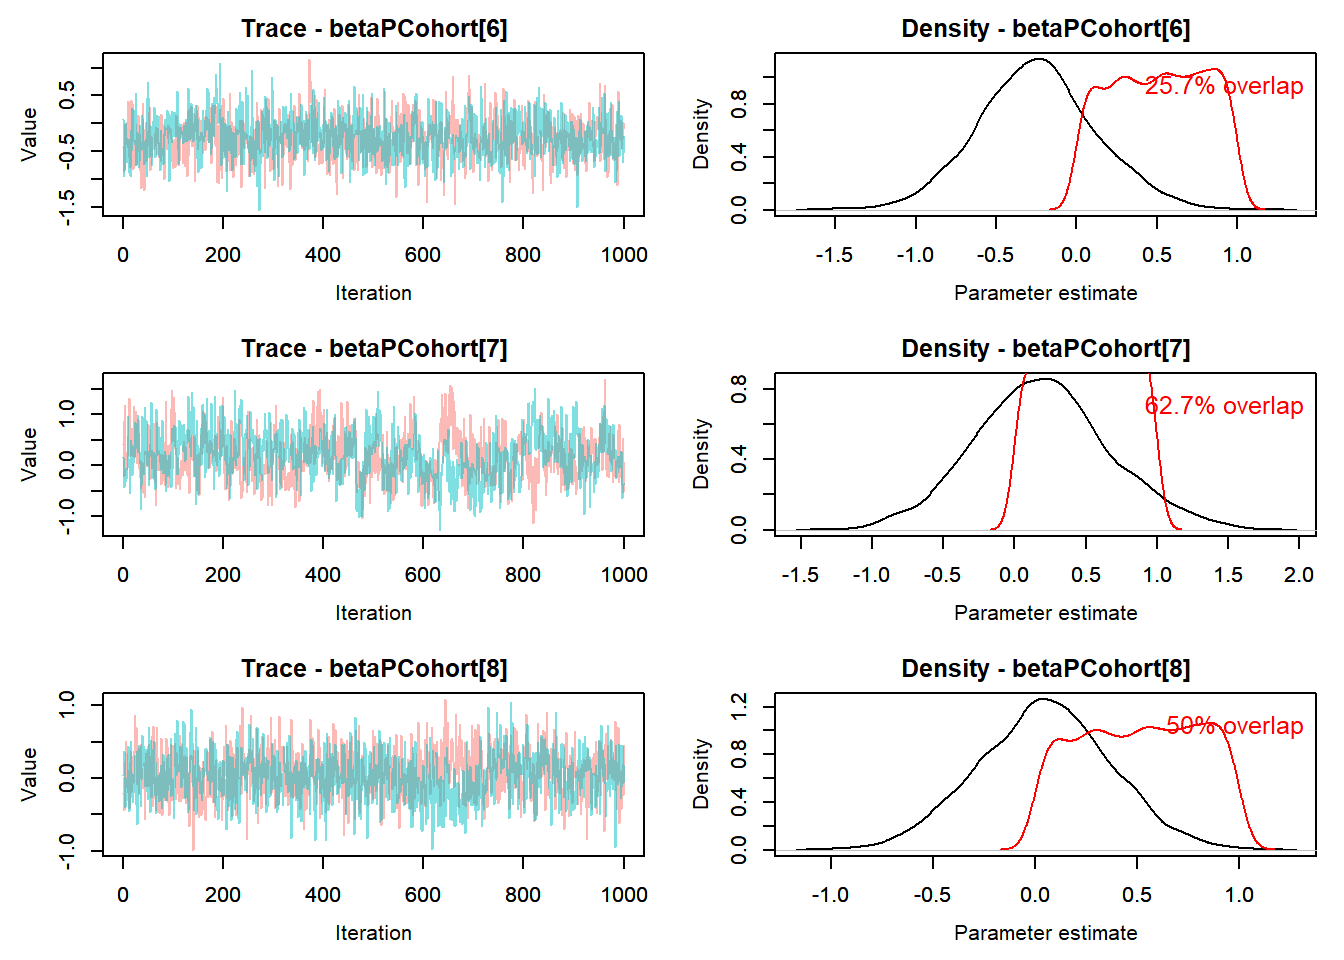 Trace - betaPCohort[6]
Value
0.5
-0.5
-1.5
0 200 400 600 800 1000
Iteration
Density - betaPCohort[6]
Density
0.8
0.4
0.0
25.7% overlap
-1.5 -1.0 -0.5 0.0 0.5 1.0
Parameter estimate
Trace - betaPCohort[7]
Value
1.0
0.0
-1.0
0 200 400 600 800 1000
Iteration
Density - betaPCohort[7]
Density
0.8
0.4
0.0
62.7% overlap
-1.5 -1.0 -0.5 0.0 0.5 1.0 1.5 2.0
Parameter estimate
Trace - betaPCohort[8]
Value
1.0
0.0
-1.0
0 200 400 600 800 1000
Iteration
Density - betaPCohort[8]
Density
1.2
0.8
0.4
0.0
50% overlap
-1.0 -0.5 0.0 0.5 1.0
Parameter estimate